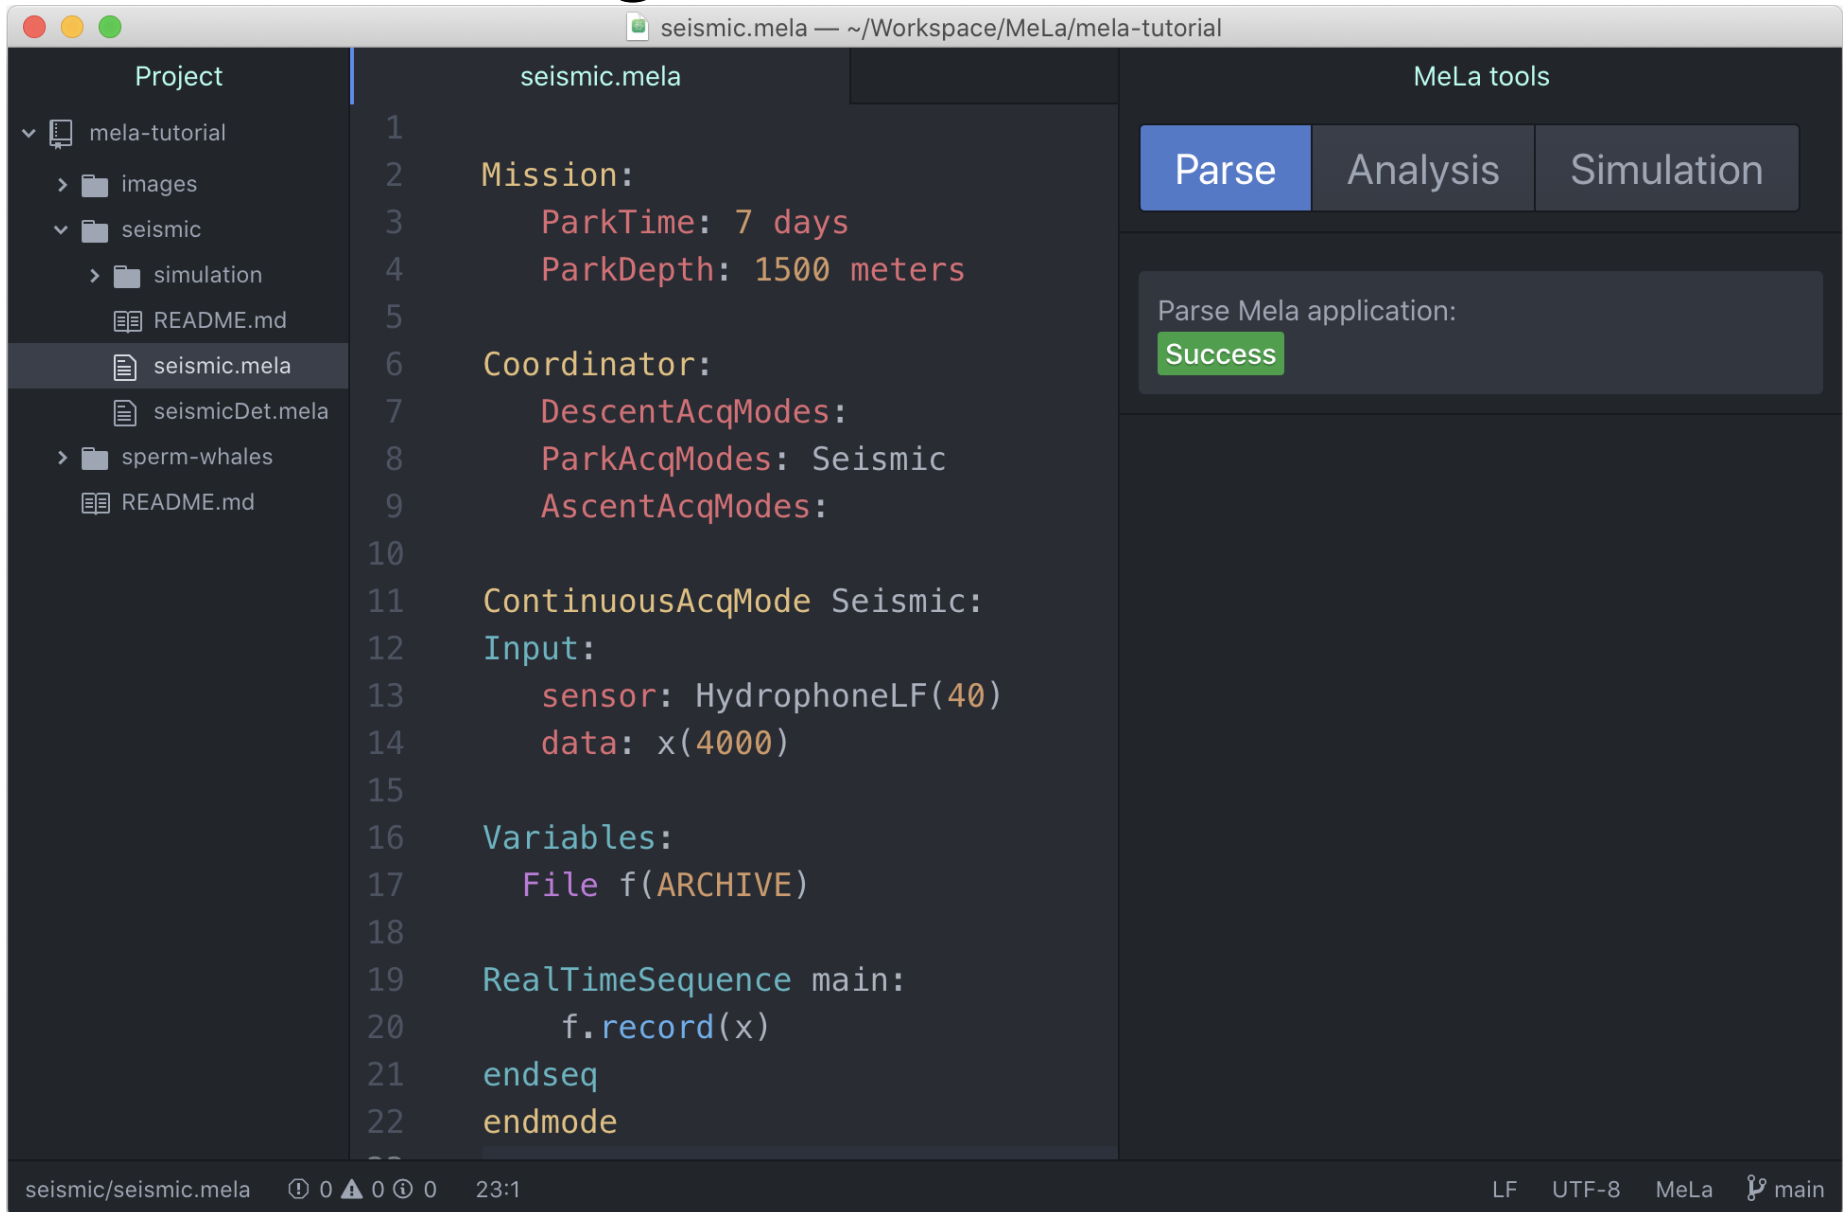 seismic.mela — ~/Workspace/MeLa/mela-tutorial
Project
mela-tutorial
images
seismic
simulation
README.md
seismic.mela
seismicDet.mela
sperm-whales
README.md
seismic.mela
1
2 Mission:
3 ParkTime: 7 days
4 ParkDepth: 1500 meters
5
6 Coordinator:
7 DescentAcqModes:
8 ParkAcqModes: Seismic
9 AscentAcqModes:
10
11 ContinuousAcqMode Seismic:
12 Input:
13 sensor: HydrophoneLF(40)
14 data: x(4000)
15
16 Variables:
17 File f(ARCHIVE)
18
19 RealTimeSequence main:
20 f.record(x)
21 endseq
22 endmode
MeLa tools
Parse Analysis Simulation
Parse Mela application:
Success
seismic/seismic.mela 0 0 0 23:1 LF UTF-8 MeLa main